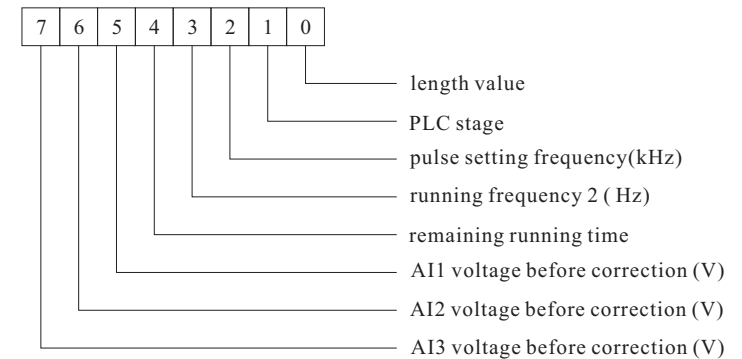 7 6 5 4 3 2 1 0
length value
PLC stage
pulse setting frequency(kHz)
running frequency 2 ( Hz)
remaining running time
AI1 voltage before correction (V)
AI2 voltage before correction (V)
AI3 voltage before correction (V)